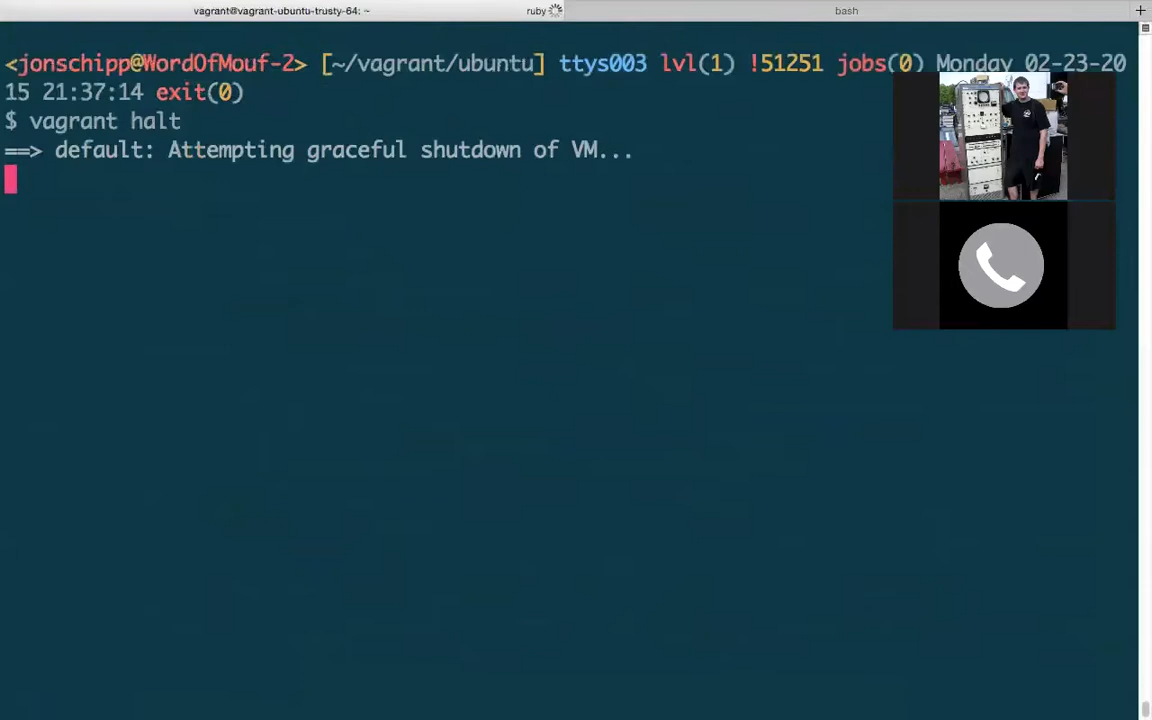 vagrant@vagrant-ubuntu-trusty-64: ~ ruby bash
<jonschipp@WordOfMouf-2> [~/vagrant/ubuntu] ttys003 lvl(1) !51251 jobs(0) Monday 02-23-20
15 21:37:14 exit(0)
$ vagrant halt
==> default: Attempting graceful shutdown of VM...